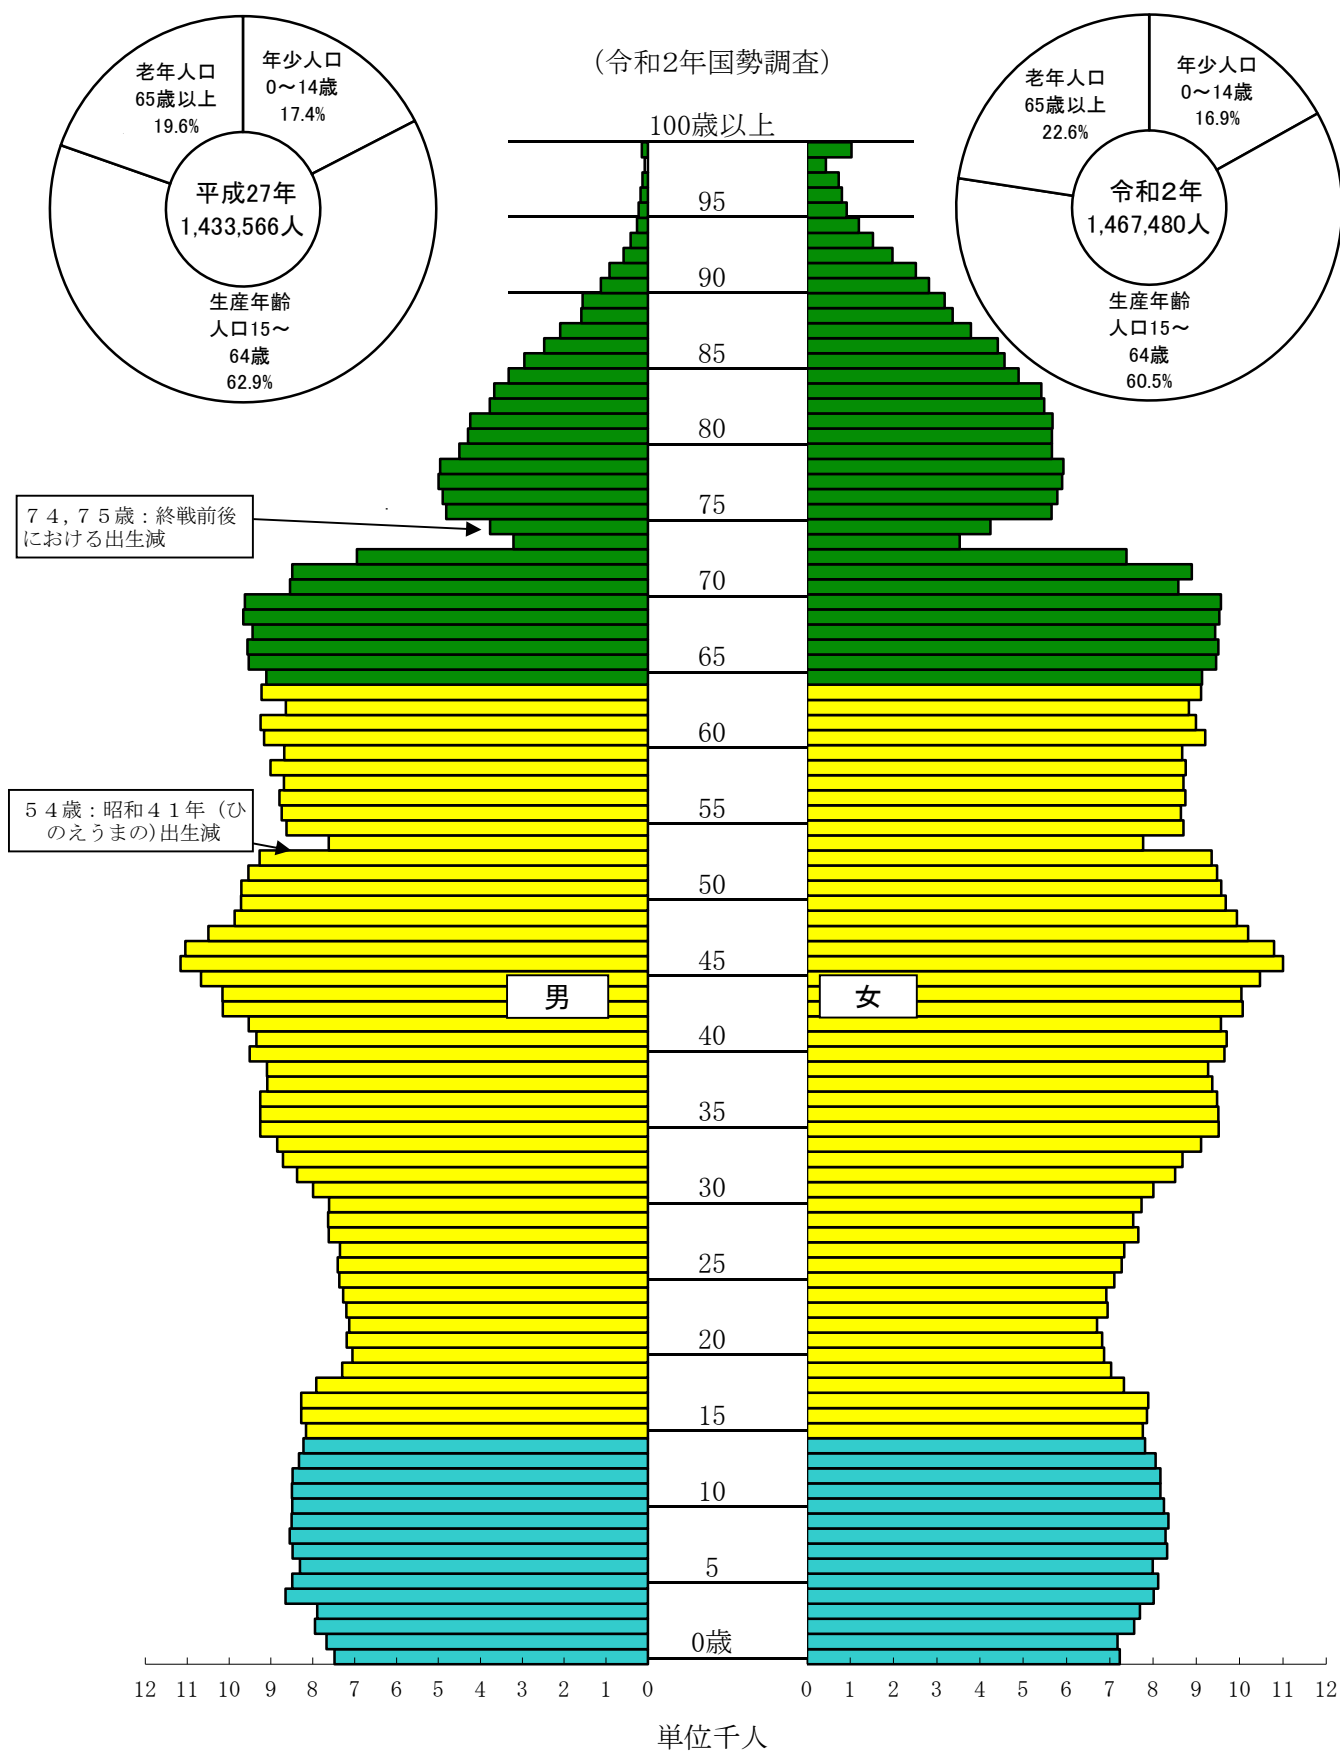 (令和2年国勢調査)
老年人口
65歳以上
19.6%
年少人口
0～14歳
17.4%
平成27年
1,433,566人
生産年齢
人口15～
64歳
62.9%
老年人口
65歳以上
22.6%
年少人口
0～14歳
16.9%
令和2年
1,467,480人
生産年齢
人口15～
64歳
60.5%
100歳以上
95
90
85
80
75
70
65
60
55
50
45
40
35
30
25
20
15
10
5
0歳
７４,７５歳：終戦前後
における出生減
５４歳：昭和４１年（ひ
のえうまの)出生減
男
女
12 11 10 9 8 7 6 5 4 3 2 1 0
0 1 2 3 4 5 6 7 8 9 10 11 12
単位千人